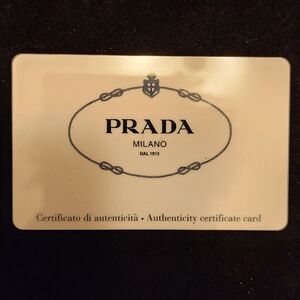 PRADA
MILANO
DAL 1913
Certificato di autenticità • Authenticity certificate card